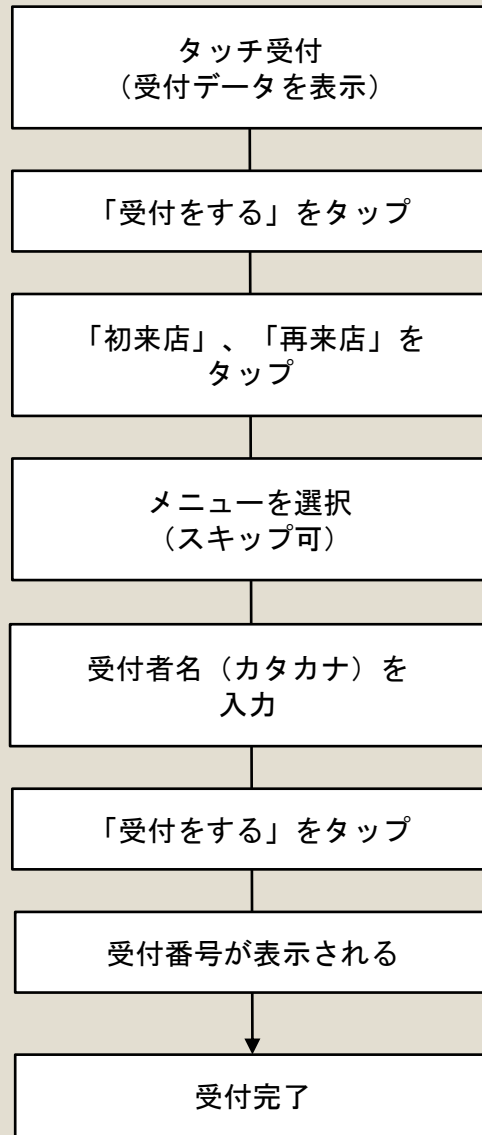 タッチ受付
（受付データを表示）
「受付をする」をタップ
「初来店」、「再来店」を
タップ
メニューを選択
（スキップ可）
受付者名（カタカナ）を
入力
「受付をする」をタップ
受付番号が表示される
受付完了